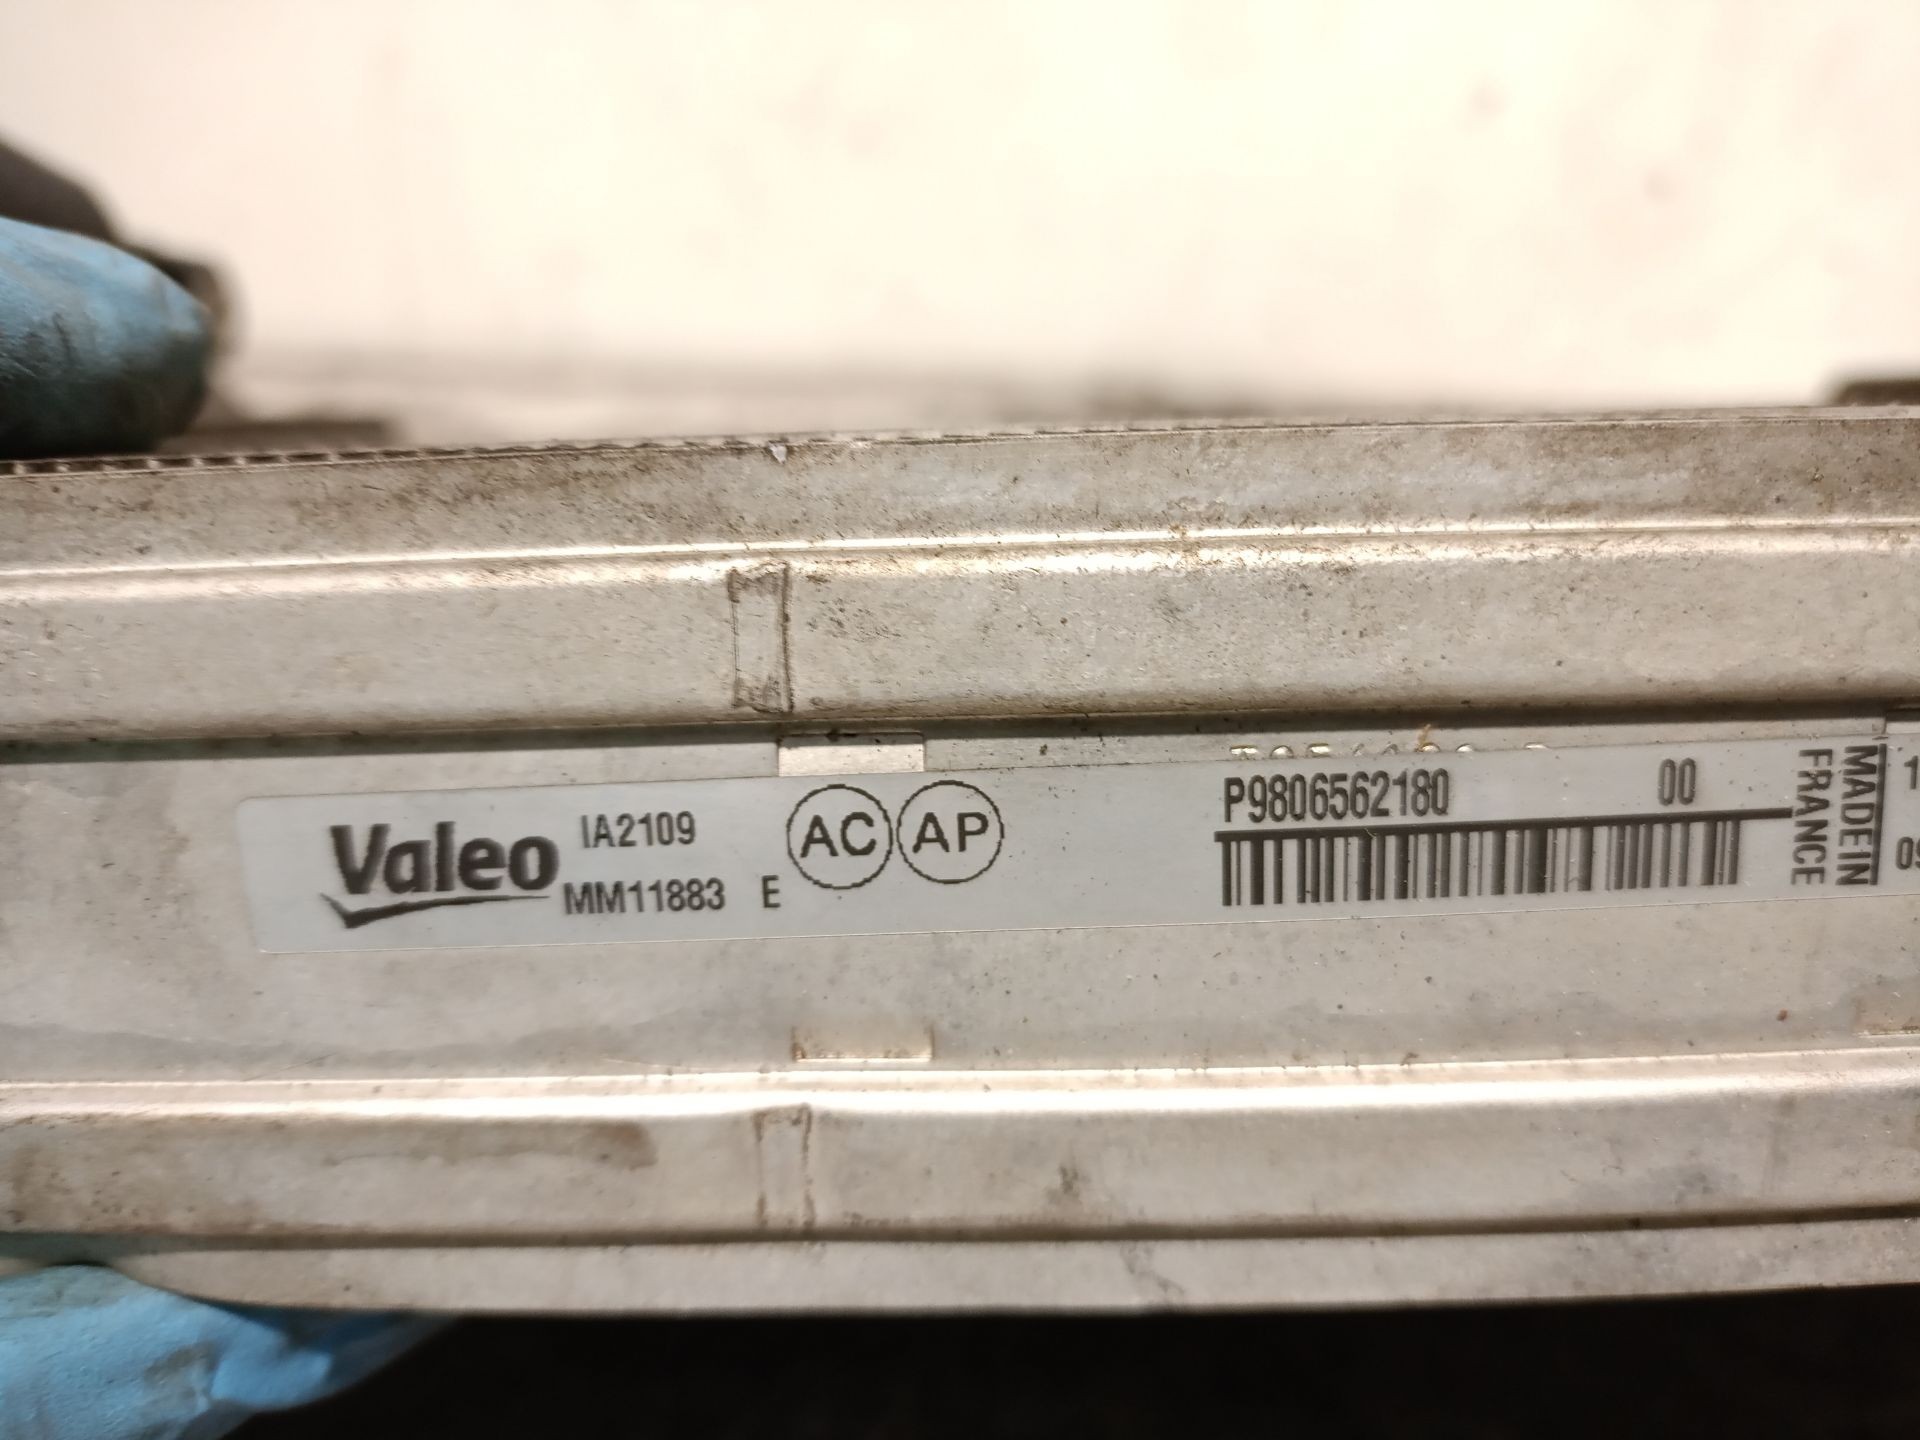 Valeo
IA2109
MM11883 E
AC AP
P9806562180 00
MADE IN
FRANCE